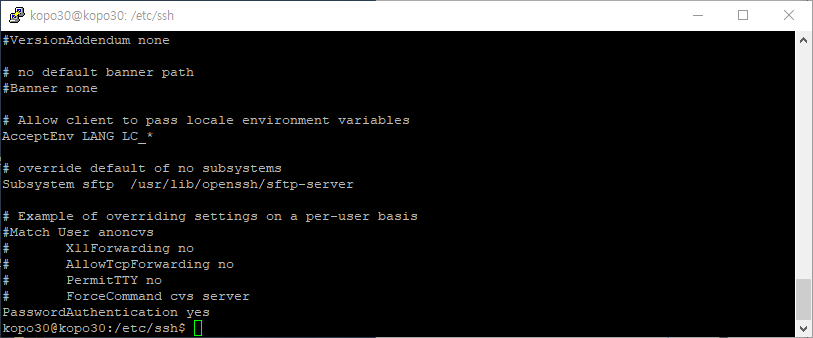 kopo30@kopo30: /etc/ssh
#VersionAddendum none
# no default banner path
#Banner none
# Allow client to pass locale environment variables
AcceptEnv LANG LC_*
# override default of no subsystems
Subsystem sftp  /usr/lib/openssh/sftp-server
# Example of overriding settings on a per-user basis
#Match User anoncvs
#       X11Forwarding no
#       AllowTcpForwarding no
#       PermitTTY no
#       ForceCommand cvs server
PasswordAuthentication yes
kopo30@kopo30:/etc/ssh$